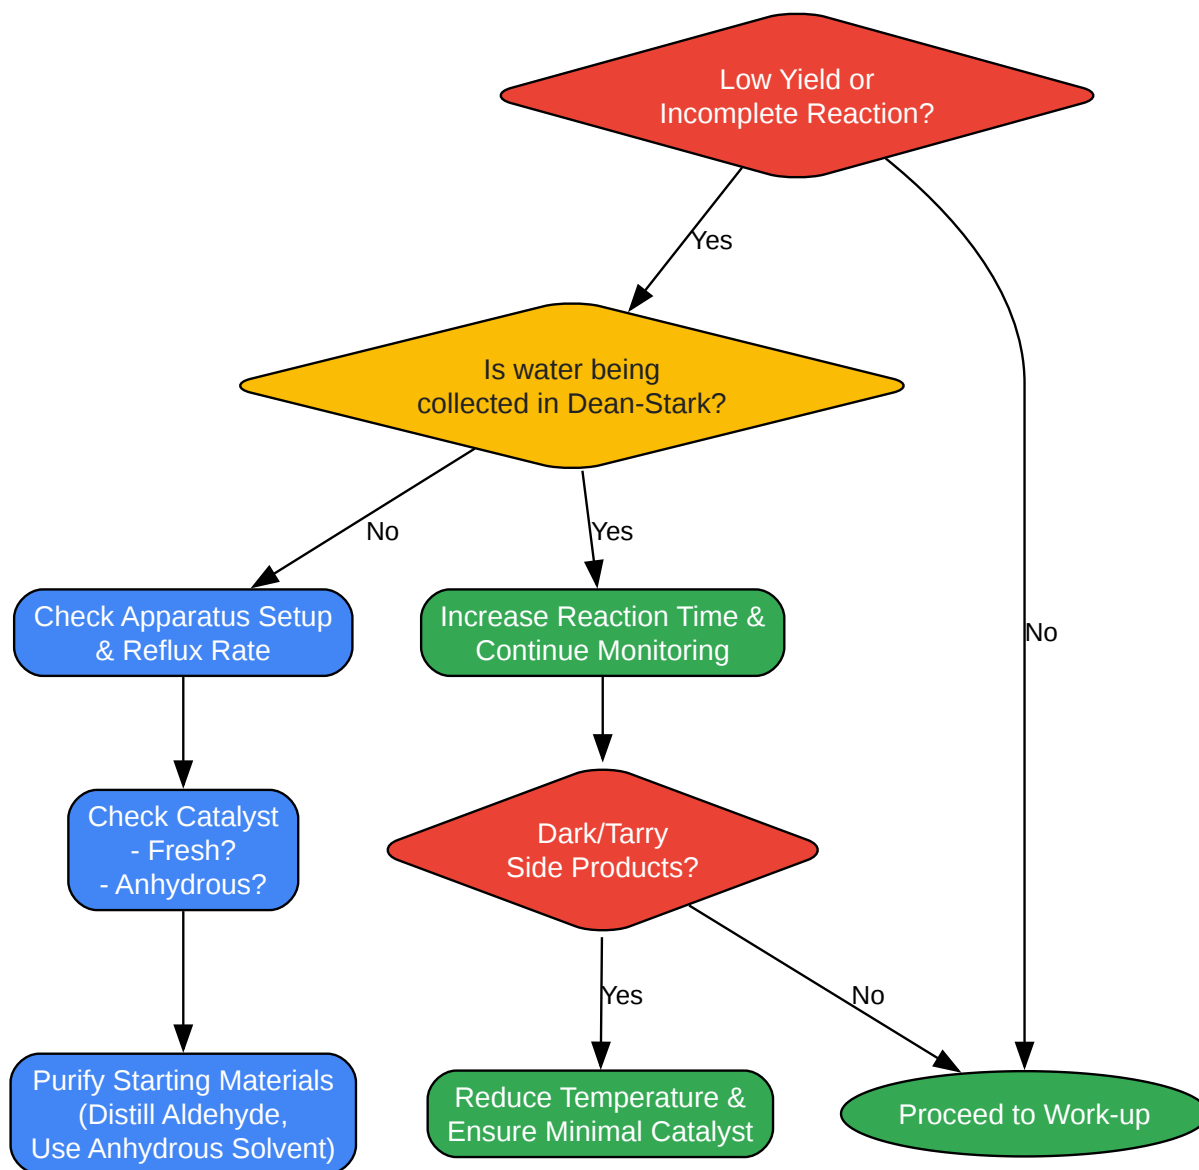 Low Yield or
Incomplete Reaction?
Yes
Is water being
collected in Dean-Stark?
No
Yes
Check Apparatus Setup
& Reflux Rate
Increase Reaction Time &
Continue Monitoring
No
Check Catalyst
- Fresh?
- Anhydrous?
Dark/Tarry
Side Products?
Yes
No
Purify Starting Materials
(Distill Aldehyde,
Use Anhydrous Solvent)
Reduce Temperature &
Ensure Minimal Catalyst
Proceed to Work-up